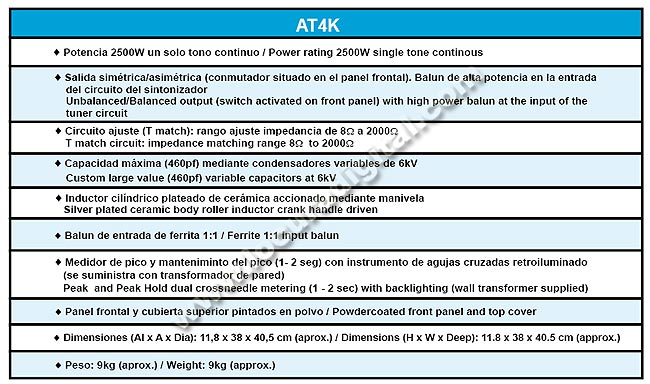 AT4K
♦ Potencia 2500W un solo tono continuo / Power rating 2500W single tone continous
♦ Salida simétrica/asimétrica (conmutador situado en el panel frontal). Balun de alta potencia en la entrada
del circuito del sintonizador
Unbalanced/Balanced output (switch activated on front panel) with high power balun at the input of the
tuner circuit
♦ Circuito ajuste (T match): rango ajuste impedancia de 8Ω a 2000Ω
T match circuit: impedance matching range 8Ω to 2000Ω
♦ Capacidad máxima (460pf) mediante condensadores variables de 6kV
Custom large value (460pf) variable capacitors at 6kV
♦ Inductor cilíndrico plateado de cerámica accionado mediante manivela
Silver plated ceramic body roller inductor crank handle driven
♦ Balun de entrada de ferrita 1:1 / Ferrite 1:1 input balun
♦ Medidor de pico y mantenimiento del pico (1- 2 seg) con instrumento de agujas cruzadas retroiluminado
(se suministra con transformador de pared)
Peak and Peak Hold dual crossneedle metering (1 - 2 sec) with backlighting (wall transformer supplied)
♦ Panel frontal y cubierta superior pintados en polvo / Powdercoated front panel and top cover
♦ Dimensiones (Al x A x Dia): 11,8 x 38 x 40,5 cm (aprox.) / Dimensions (H x W x Deep): 11.8 x 38 x 40.5 cm (approx.)
♦ Peso: 9kg (aprox.) / Weight: 9kg (approx.)